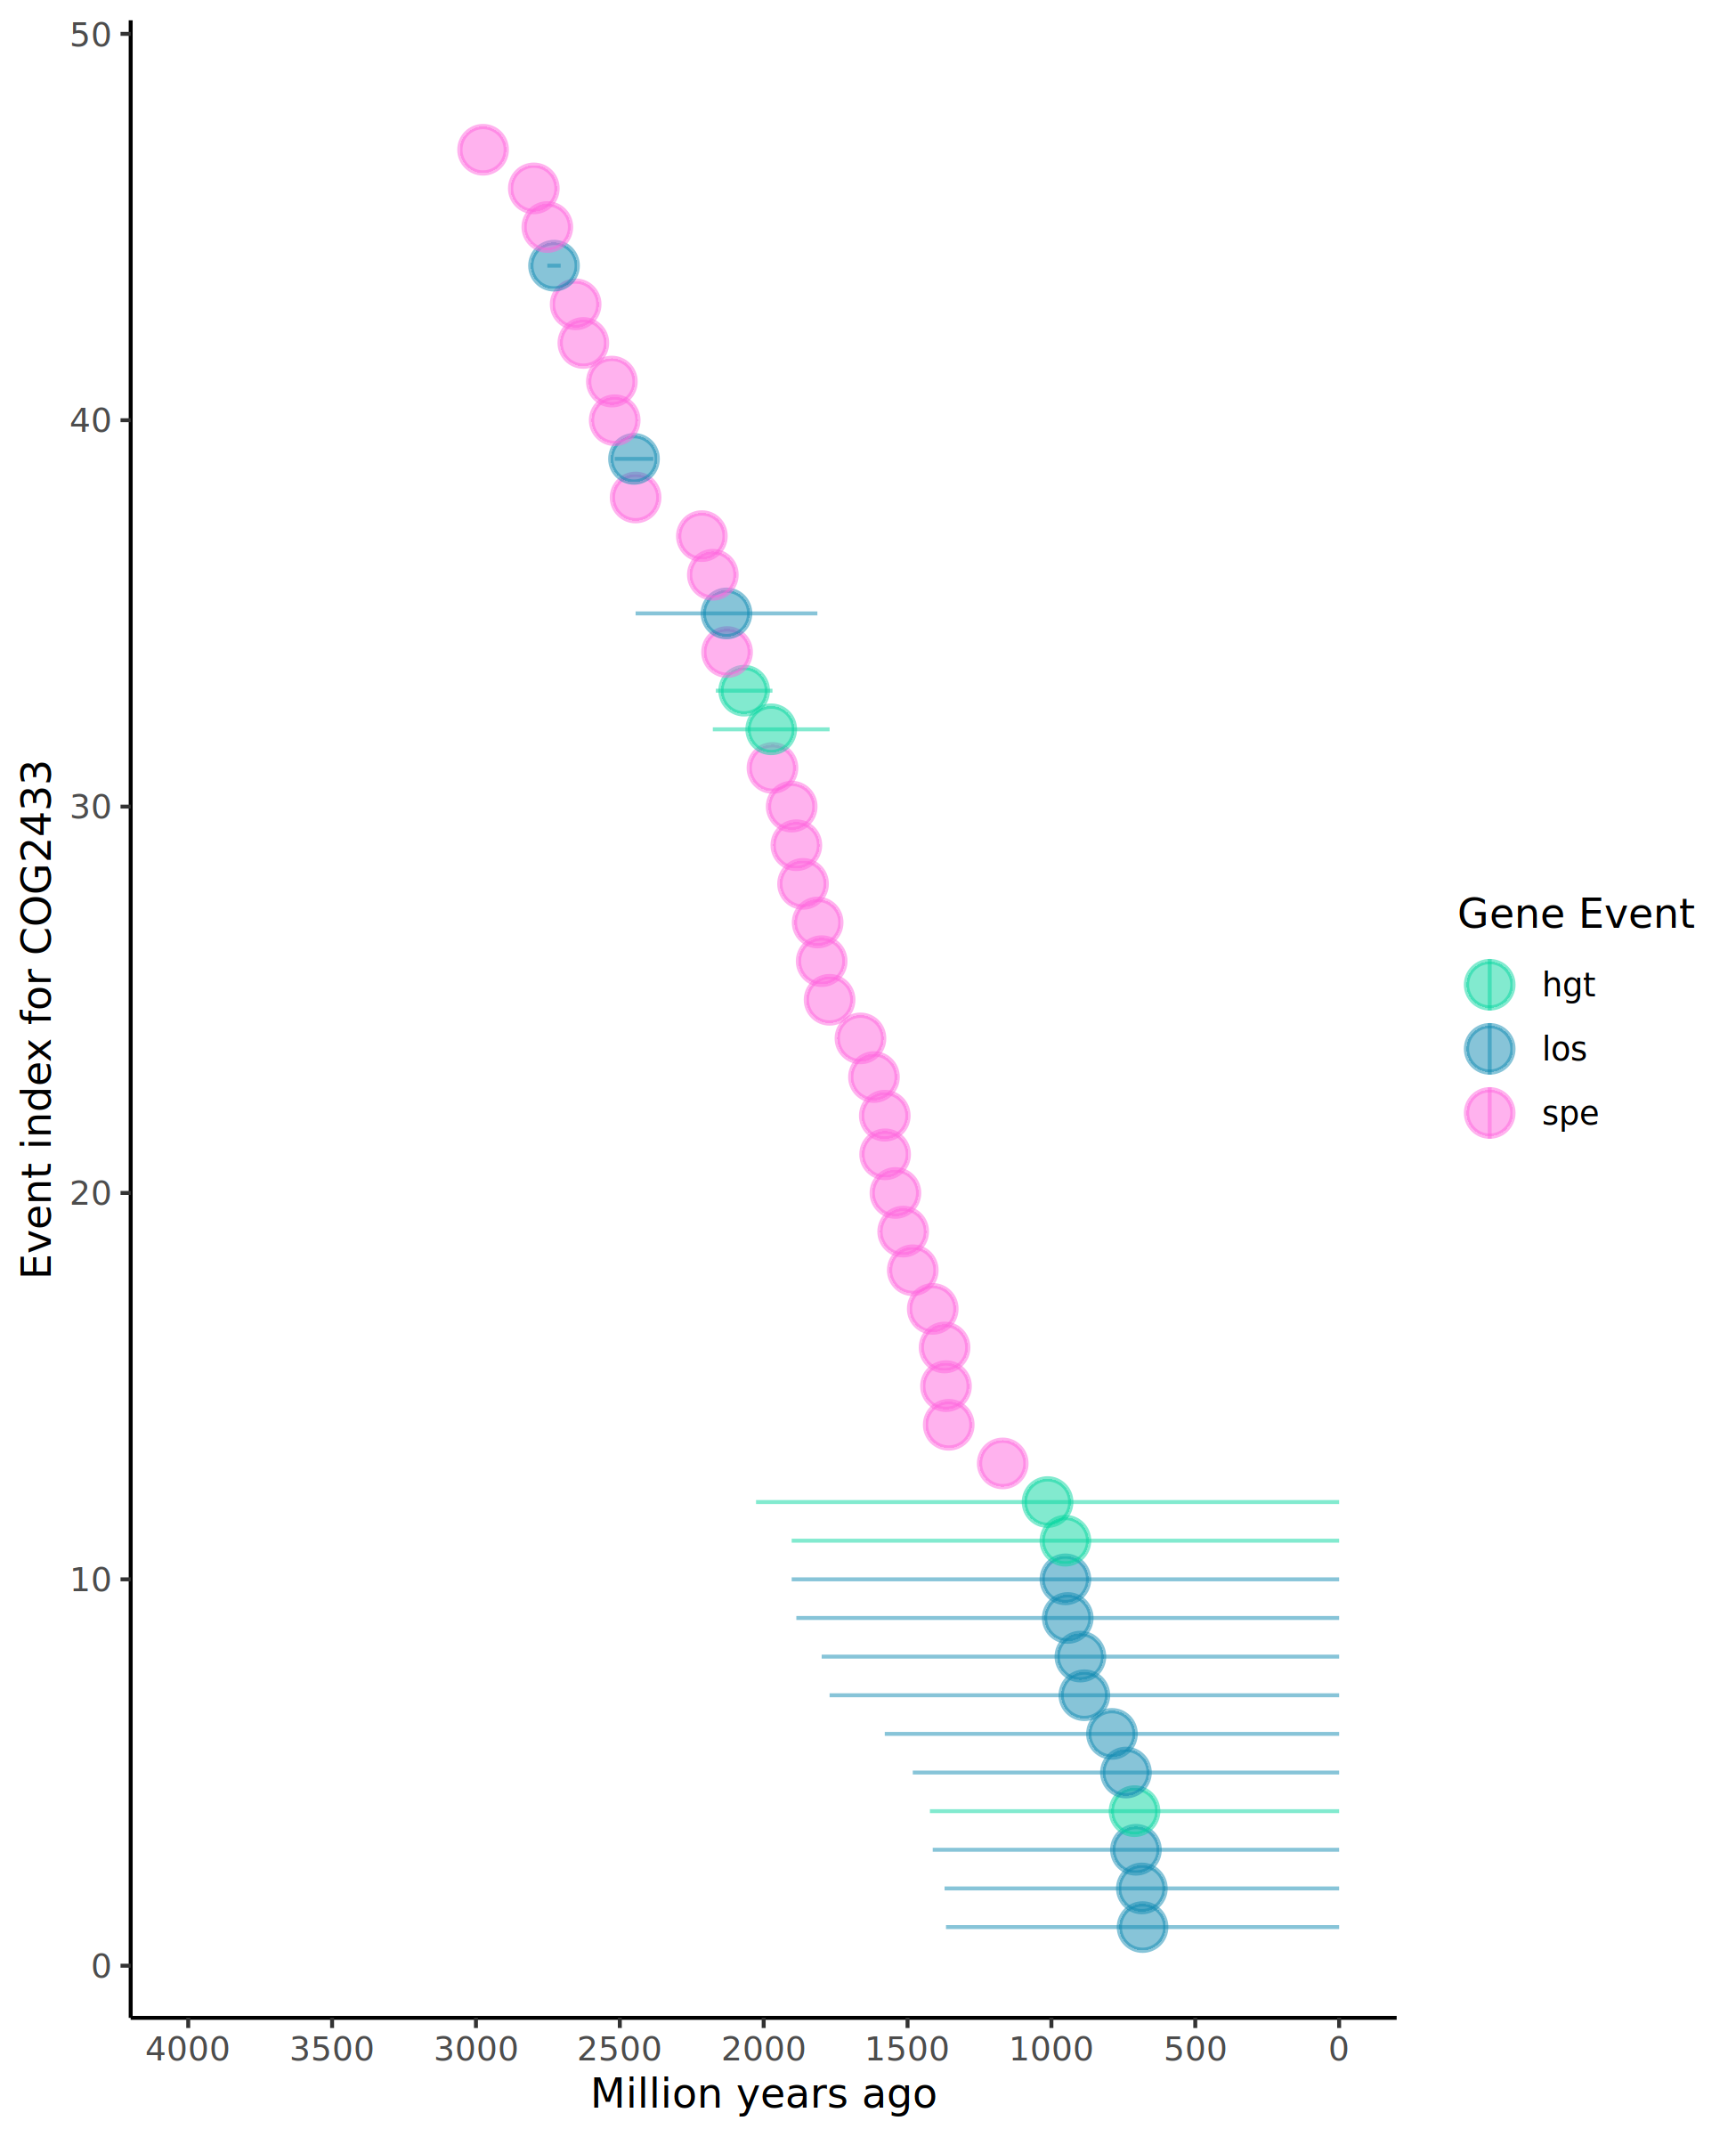 50
40
30
20
10
0
Event index for COG2433
4000 3500 3000 2500 2000 1500 1000 500 0
Million years ago
Gene Event
hgt
los
spe